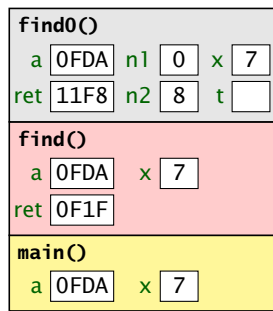 find0()
a 0FDA n1 0 x 7
ret 11F8 n2 8 t
find()
a 0FDA x 7
ret 0F1F
main()
a 0FDA x 7